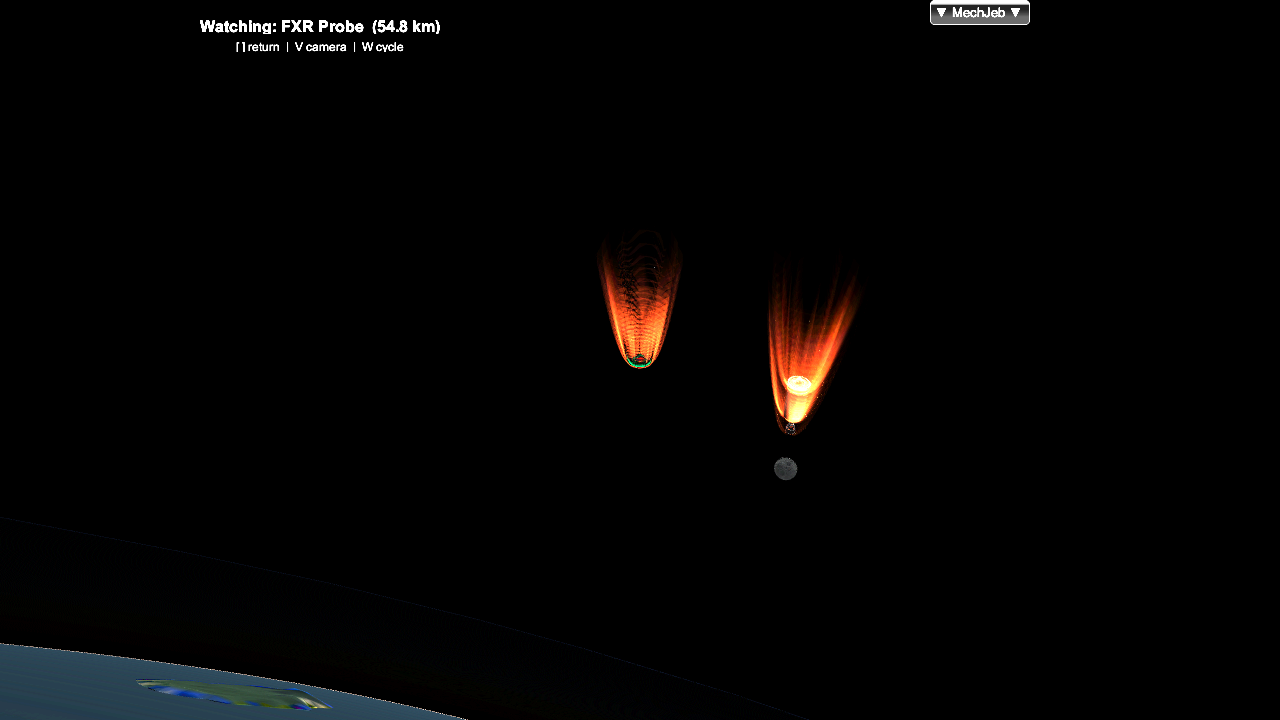 Watching: FXR Probe (54.8 km)
[ ] return | V camera | W cycle
▼ MechJeb ▼